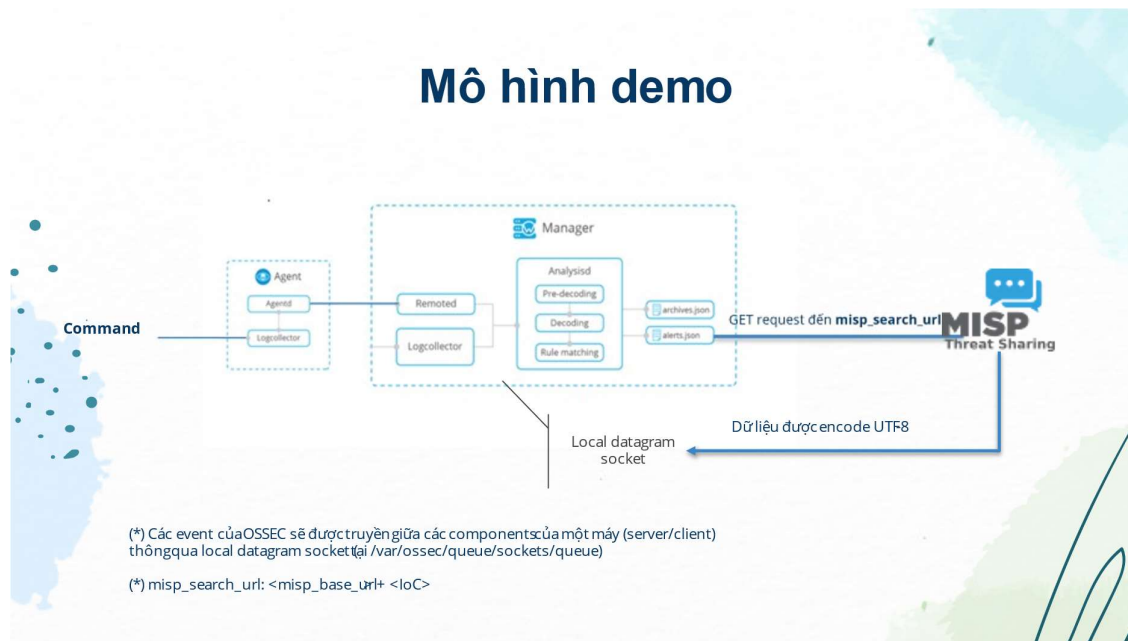 Mô hình demo
Manager
Agent
Analysisd
Agentd
Remoted
Pre-decoding
archives.json
GET request đến misp_search_url
MISP
Threat Sharing
Command
Logcollector
Logcollector
Decoding
alerts.json
Rule matching
Dữ liệu được encode UTF-8
Local datagram
socket
(*) Các event của OSSEC sẽ được truyền giữa các components của một máy (server/client)
thông qua local datagram socket (tại /var/ossec/queue/sockets/queue)
(*) misp_search_url: <misp_base_url> + <IoC>